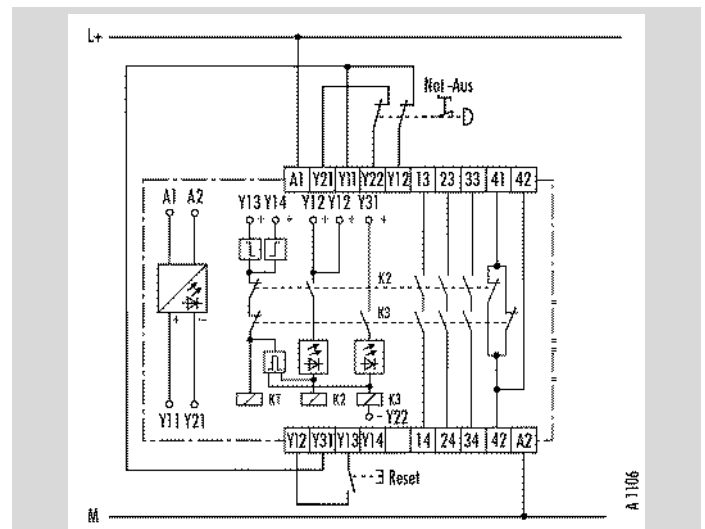 L+
Not-Aus
A1 Y21 Y11 Y22 Y12 13 23 33 41 42
A1 A2
Y13 Y14 Y12 Y12 Y31
+ + + + +
K2
K3
+ -
K1 K2 K3
- Y22
Y11 Y21
Y12 Y31 Y13 Y14 14 24 34 42 A2
Reset
M
A 1106